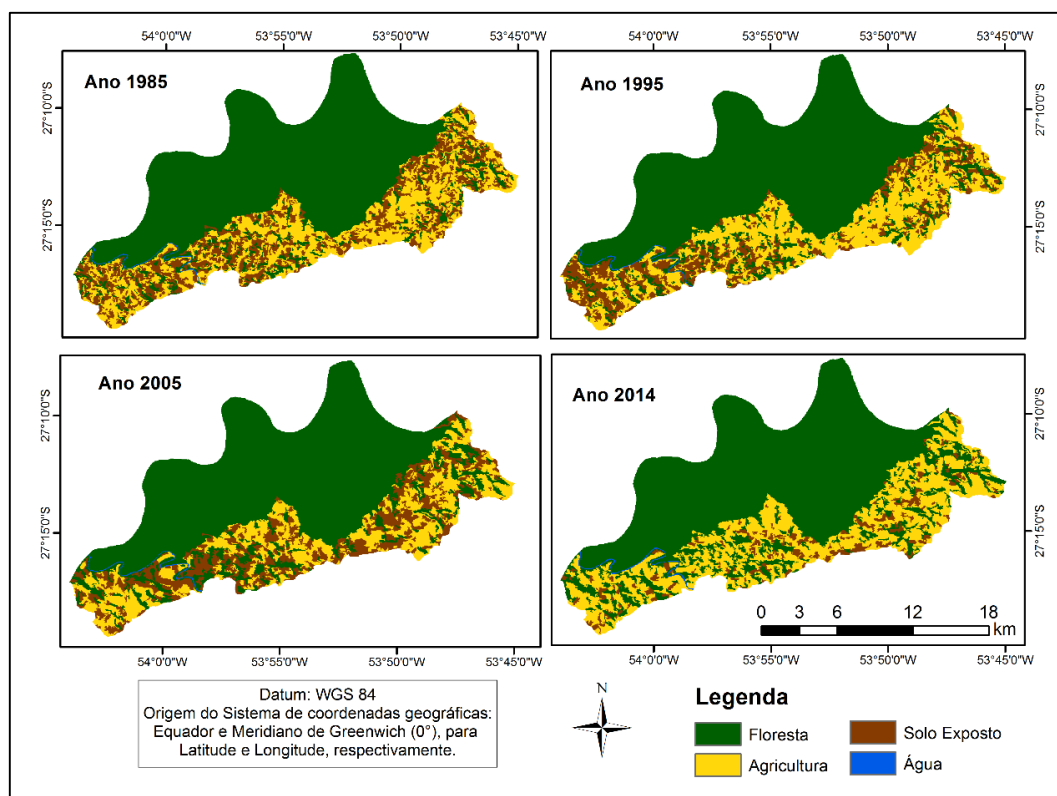 54°0'0"W 53°55'0"W 53°50'0"W 53°45'0"W 54°0'0"W 53°55'0"W 53°50'0"W 53°45'0"W
Ano 1985
Ano 1995
27°10'0"S
27°15'0"S
27°10'0"S
27°15'0"S
Ano 2005
Ano 2014
27°10'0"S
27°15'0"S
27°10'0"S
27°15'0"S
0 3 6 12 18
km
54°0'0"W 53°55'0"W 53°50'0"W 53°45'0"W 54°0'0"W 53°55'0"W 53°50'0"W 53°45'0"W
Datum: WGS 84
Origem do Sistema de coordenadas geográficas:
Equador e Meridiano de Greenwich (0°), para
Latitude e Longitude, respectivamente.
N
Legenda
Floresta
Solo Exposto
Agricultura
Água